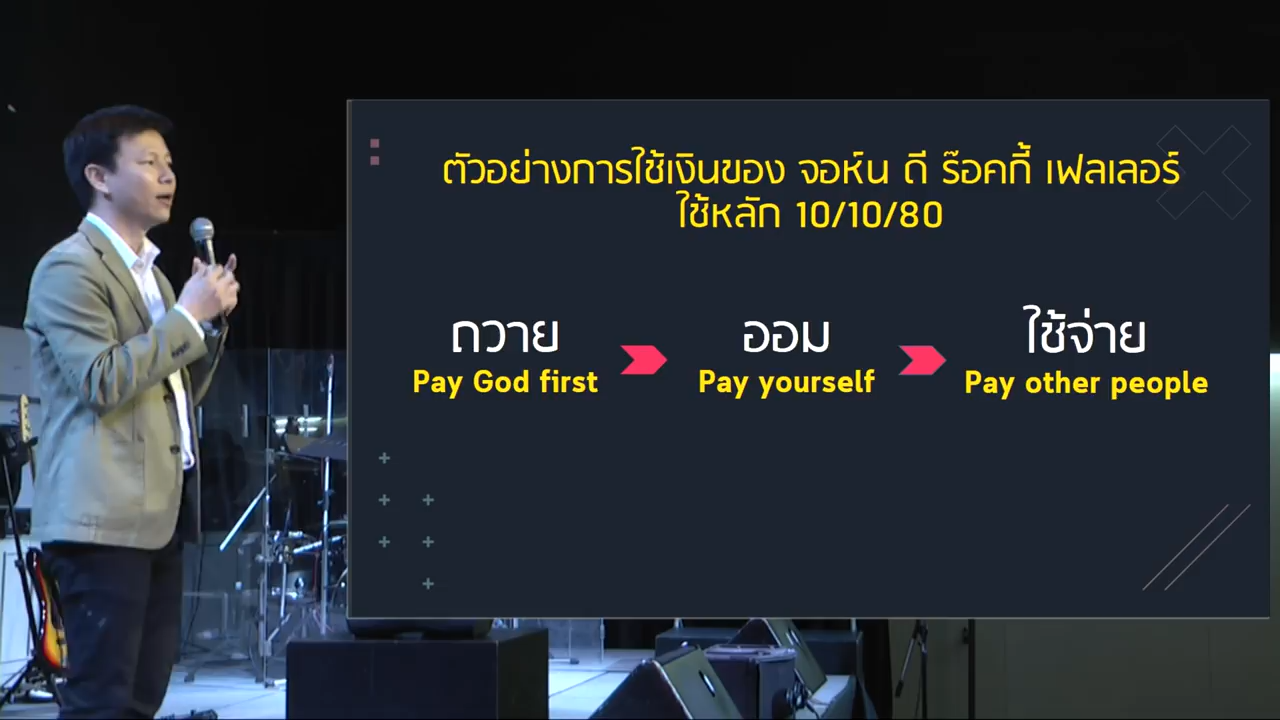 ตัวอย่างการใช้เงินของ จอห์น ดี ร๊อคกี้ เฟลเลอร์
ใช้หลัก 10/10/80
ถวาย
Pay God first
ออม
Pay yourself
ใช้จ่าย
Pay other people